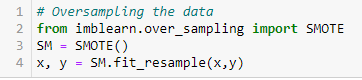 1 # Oversampling the data
2 from imblearn.over_sampling import SMOTE
3 SM = SMOTE()
4 x, y = SM.fit_resample(x,y)